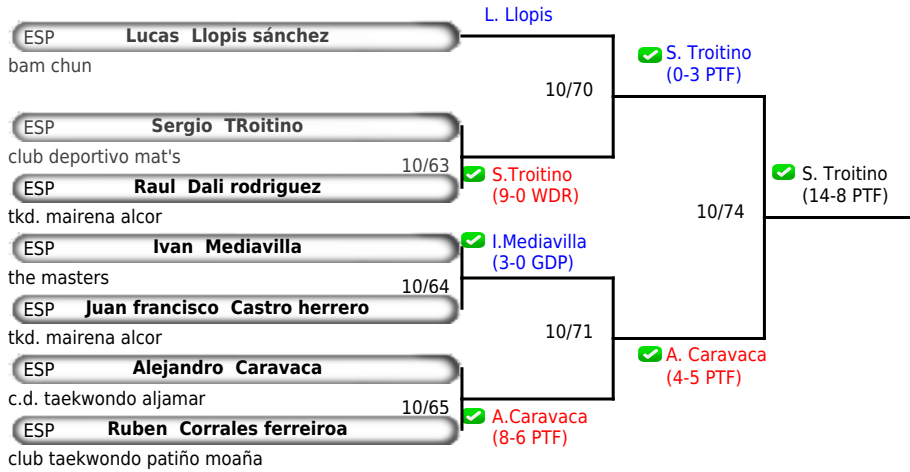 L. Llopis
ESP Lucas Llopis sánchez
bam chun
S. Troitino
(0-3 PTF)
10/70
ESP Sergio TRoitino
club deportivo mat's
10/63
S.Troitino
(9-0 WDR)
ESP Raul Dali rodriguez
tkd. mairena alcor
S. Troitino
(14-8 PTF)
10/74
ESP Ivan Mediavilla
the masters
I.Mediavilla
(3-0 GDP)
10/64
ESP Juan francisco Castro herrero
tkd. mairena alcor
10/71
ESP Alejandro Caravaca
c.d. taekwondo aljamar
A. Caravaca
(4-5 PTF)
10/65
ESP Ruben Corrales ferreiroa
club taekwondo patiño moaña
A.Caravaca
(8-6 PTF)